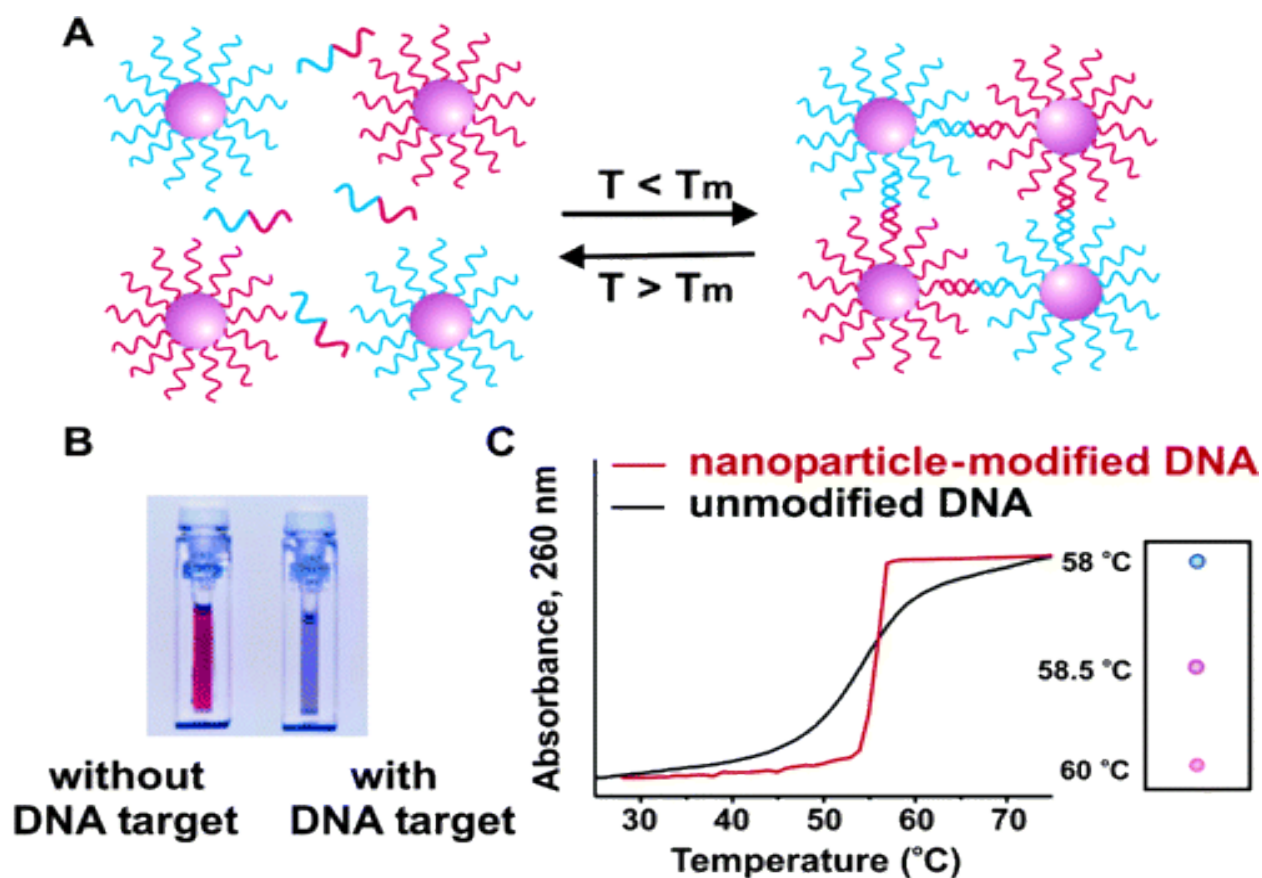 A
T < Tm
T > Tm
B
without
DNA target
with
DNA target
C
nanoparticle-modified DNA
unmodified DNA
Absorbance, 260 nm
30 40 50 60 70
Temperature (°C)
58 °C
58.5 °C
60 °C